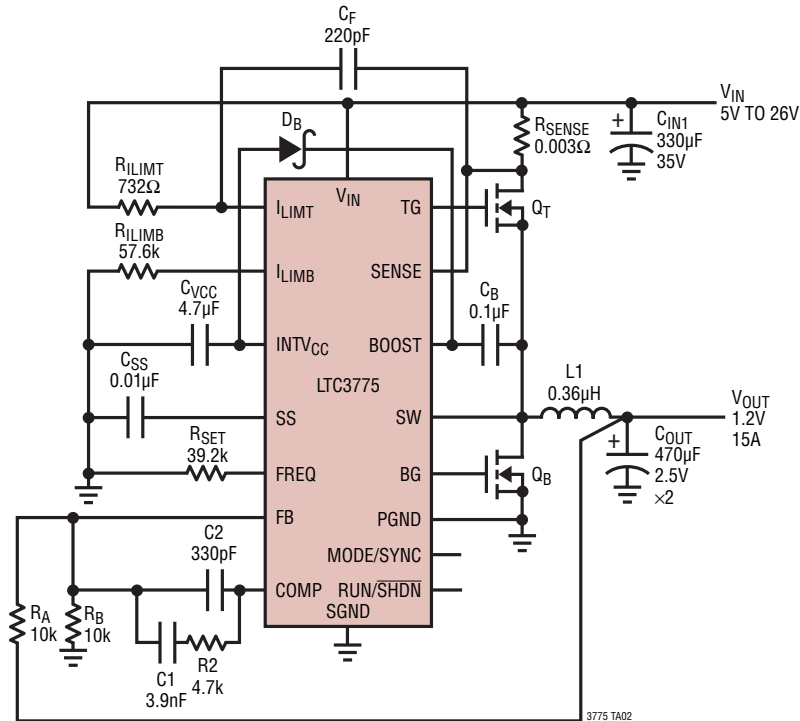 CF
220pF
VIN
5V TO 26V
DB
RSENSE
0.003Ω
+
CIN1
330µF
35V
RILIMT
732Ω
VIN
ILIMT
TG
QT
RILIMB
57.6k
ILIMB
SENSE
CVCC
4.7µF
CB
0.1µF
INTVCC
BOOST
CSS
0.01µF
LTC3775
L1
0.36µH
VOUT
1.2V
15A
SS
SW
+
COUT
470µF
2.5V
×2
RSET
39.2k
FREQ
BG
QB
FB
PGND
C2
330pF
MODE/SYNC
COMP
RUN/SHDN
SGND
RA
10k
RB
10k
C1
3.9nF
R2
4.7k
3775 TA02